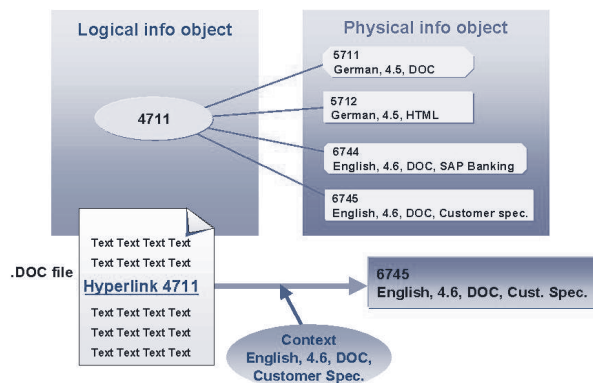 Logical info object
Physical info object
4711
5711
German, 4.5, DOC
5712
German, 4.5, HTML
6744
English, 4.6, DOC, SAP Banking
6745
English, 4.6, DOC, Customer spec.
.DOC file
Text Text Text Text
Text Text Text Text
Hyperlink 4711
Text Text Text Text
Text Text Text Text
Text Text Text Text
6745
English, 4.6, DOC, Cust. Spec.
Context
English, 4.6, DOC,
Customer Spec.